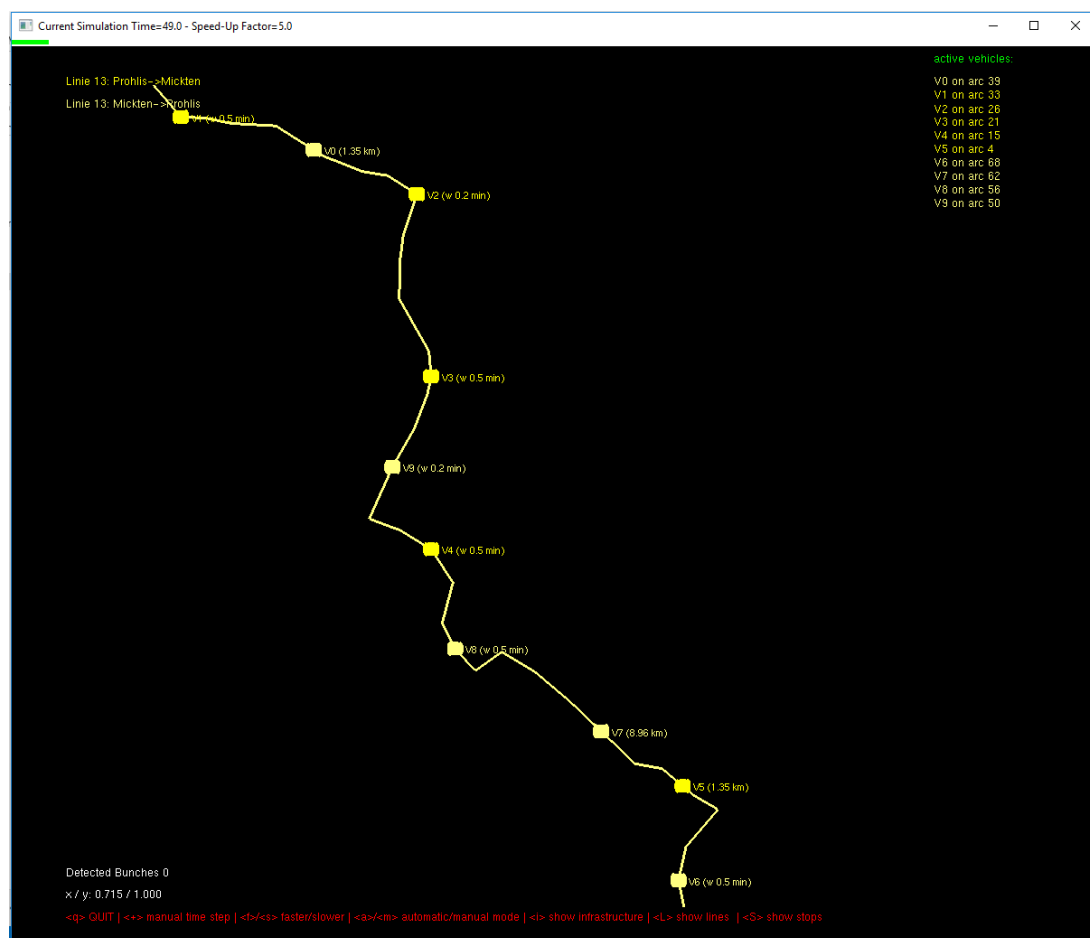 Current Simulation Time=49.0 - Speed-Up Factor=5.0
active vehicles:
Linie 13: Prohlis->Mickten
V0 on arc 39
V1 on arc 33
Linie 13: Mickten->Prohlis
V2 on arc 26
V1 (w 0.5 min)
V3 on arc 21
V4 on arc 15
V5 on arc 4
V0 (1.35 km)
V6 on arc 68
V7 on arc 62
V8 on arc 56
V2 (w 0.2 min)
V9 on arc 50
V3 (w 0.5 min)
V9 (w 0.2 min)
V4 (w 0.5 min)
V8 (w 0.5 min)
V7 (8.96 km)
V5 (1.35 km)
Detected Bunches 0
V6 (w 0.5 min)
x / y: 0.715 / 1.000
<q> QUIT | <+> manual time step | <f>/<s> faster/slower | <a>/<m> automatic/manual mode | <i> show infrastructure | <L> show lines | <S> show stops